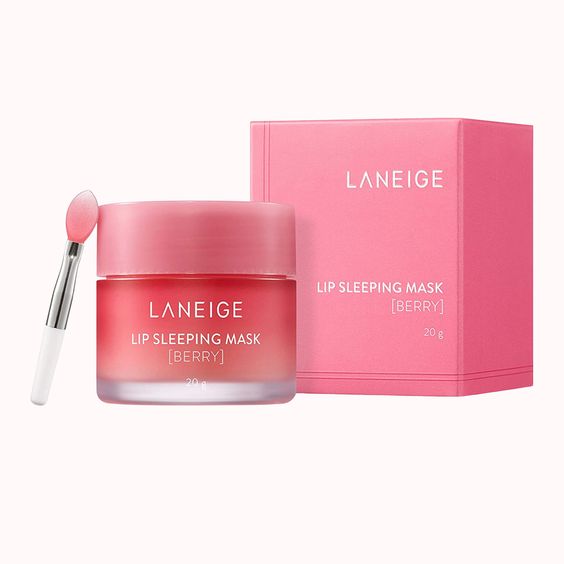 LANEIGE
LIP SLEEPING MASK
[BERRY]
20 g
LANEIGE
LIP SLEEPING MASK
[BERRY]
20 g